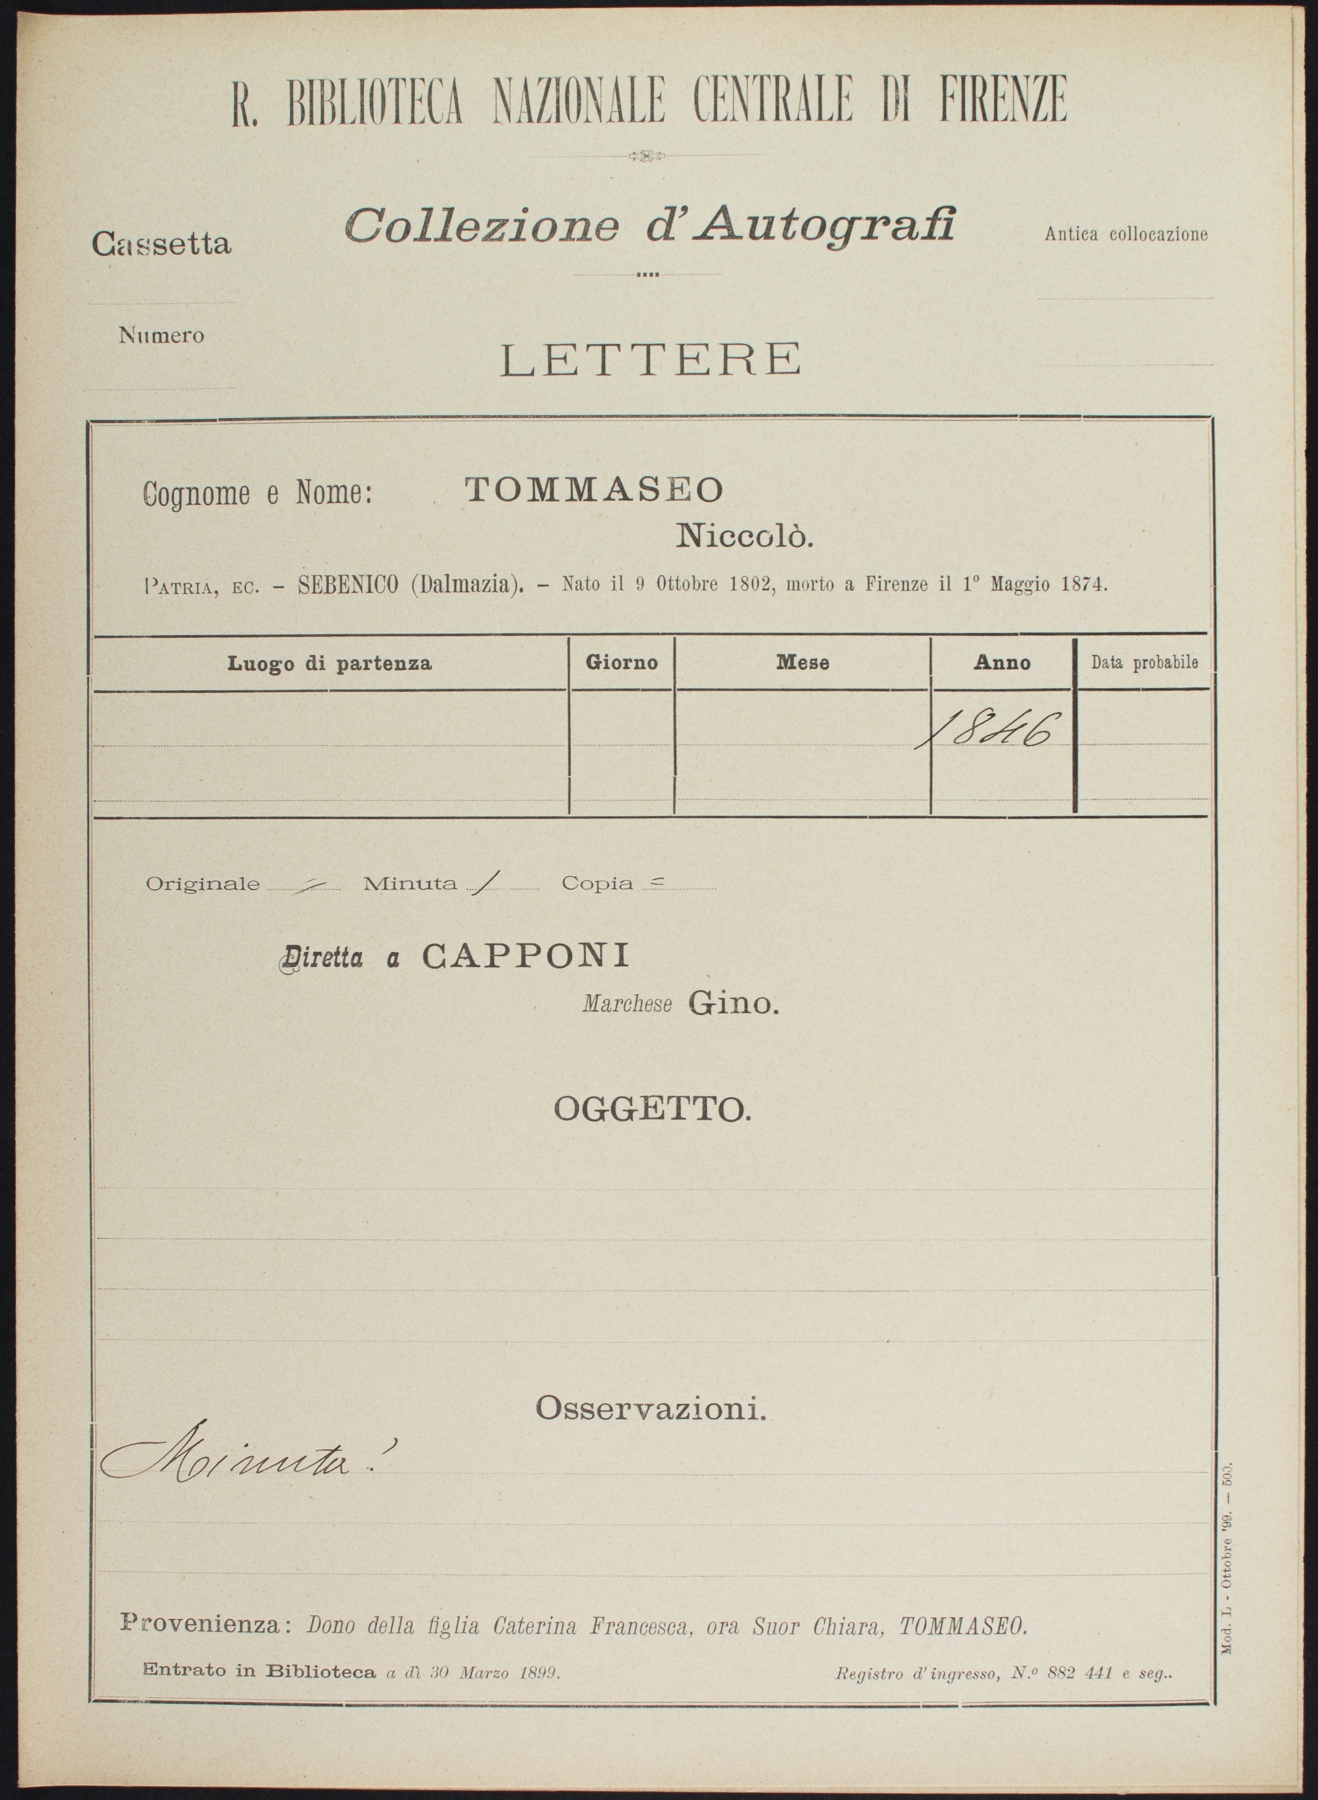 R. BIBLIOTECA NAZIONALE CENTRALE DI FIRENZE
Collezione d'Autografi
Cassetta
Antica collocazione
Numero
LETTERE
Cognome e Nome: TOMMASEO
Niccolò.
PATRIA, EC. – SEBENICO (Dalmazia). – Nato il 9 Ottobre 1802, morto a Firenze il 1º Maggio 1874.
Luogo di partenza Giorno Mese Anno Data probabile
1846
Originale = Minuta / Copia =
Diretta a CAPPONI
Marchese Gino.
OGGETTO.
Osservazioni.
Minuta?
Provenienza: Dono della figlia Caterina Francesca, ora Suor Chiara, TOMMASEO.
Entrato in Biblioteca a dì 30 Marzo 1899. Registro d'ingresso, N.º 882 441 e seg..
Mod. L - Ottobre '99. — 500.